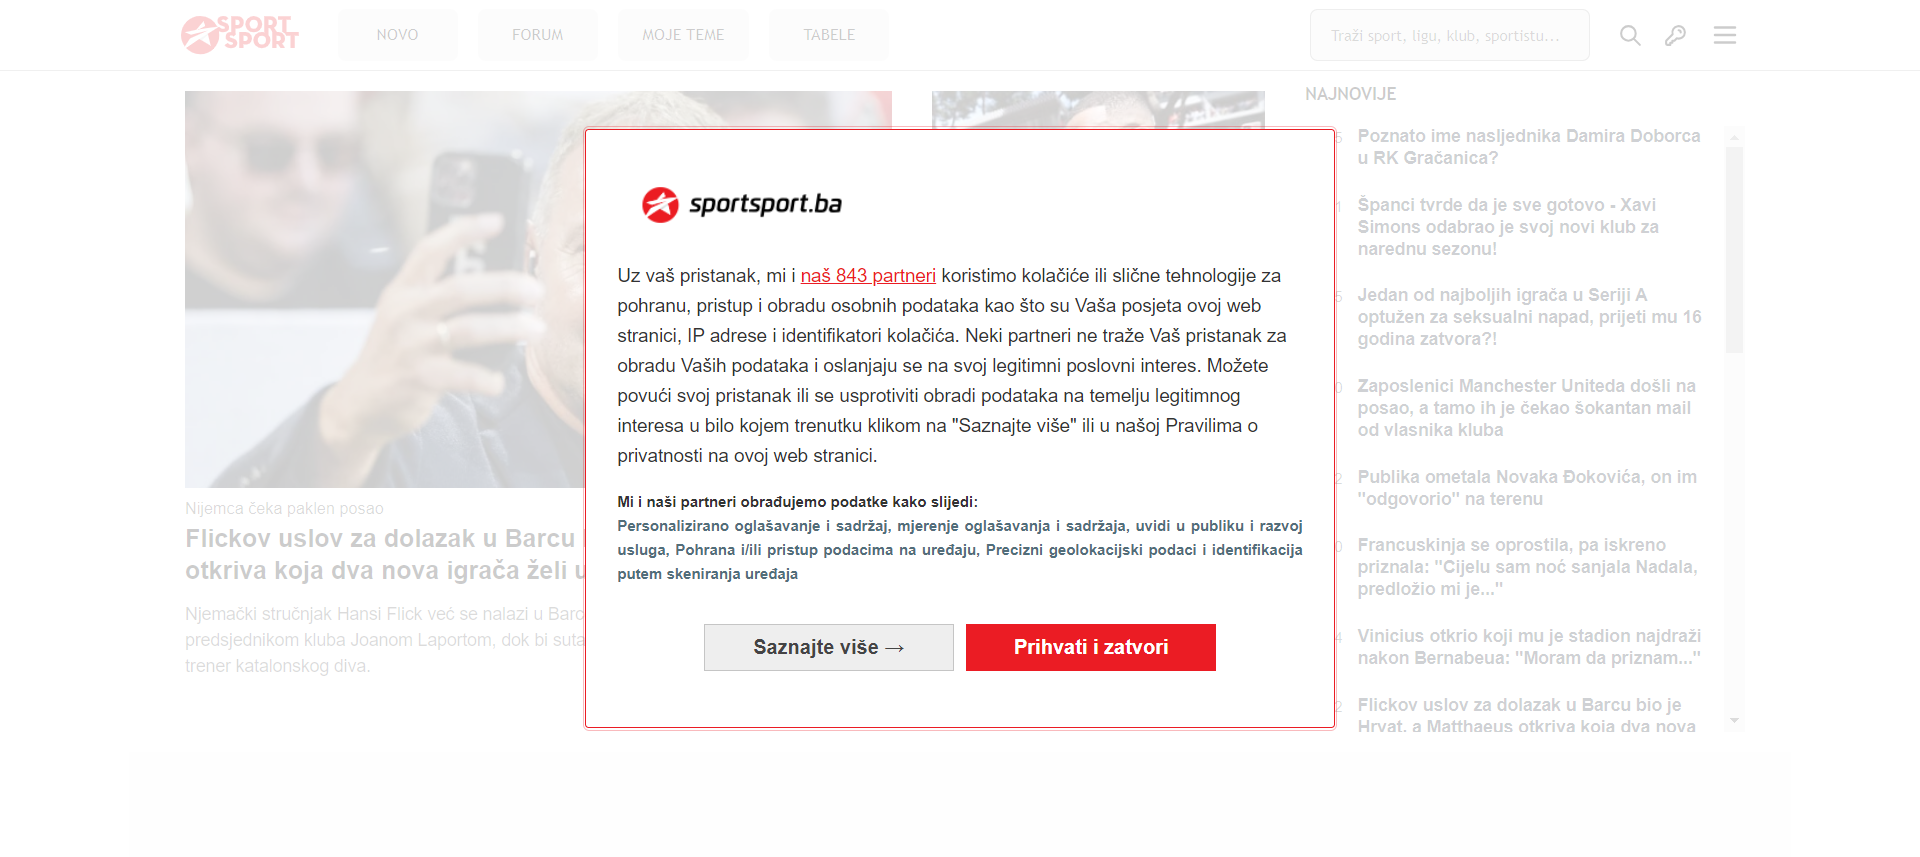 SPORT
SPORT
NOVO
FORUM
MOJE TEME
TABELE
Traži sport, ligu, klub, sportistu...
Nijemca čeka paklen posao
Flickov uslov za dolazak u Barcu
otkriva koja dva nova igrača želi u
Njemački stručnjak Hansi Flick već se nalazi u Barc
predsjednikom kluba Joanom Laportom, dok bi suta
trener katalonskog diva.
sportsport.ba
Uz vaš pristanak, mi i naš 843 partneri koristimo kolačiće ili slične tehnologije za
pohranu, pristup i obradu osobnih podataka kao što su Vaša posjeta ovoj web
stranici, IP adrese i identifikatori kolačića. Neki partneri ne traže Vaš pristanak za
obradu Vaših podataka i oslanjaju se na svoj legitimni poslovni interes. Možete
povući svoj pristanak ili se usprotiviti obradi podataka na temelju legitimnog
interesa u bilo kojem trenutku klikom na "Saznajte više" ili u našoj Pravilima o
privatnosti na ovoj web stranici.
Mi i naši partneri obrađujemo podatke kako slijedi:
Personalizirano oglašavanje i sadržaj, mjerenje oglašavanja i sadržaja, uvidi u publiku i razvoj
usluga, Pohrana i/ili pristup podacima na uređaju, Precizni geolokacijski podaci i identifikacija
putem skeniranja uređaja
Saznajte više →
Prihvati i zatvori
NAJNOVIJE
Poznato ime nasljednika Damira Doborca
u RK Gračanica?
Španci tvrde da je sve gotovo - Xavi
Simons odabrao je svoj novi klub za
narednu sezonu!
Jedan od najboljih igrača u Seriji A
optužen za seksualni napad, prijeti mu 16
godina zatvora?!
Zaposlenici Manchester Uniteda došli na
posao, a tamo ih je čekao šokantan mail
od vlasnika kluba
Publika ometala Novaka Đokovića, on im
"odgovorio" na terenu
Francuskinja se oprostila, pa iskreno
priznala: "Cijelu sam noć sanjala Nadala,
predložio mi je..."
Vinicius otkrio koji mu je stadion najdraži
nakon Bernabeua: "Moram da priznam..."
Flickov uslov za dolazak u Barcu bio je
Hrvat, a Matthaeus otkriva koja dva nova